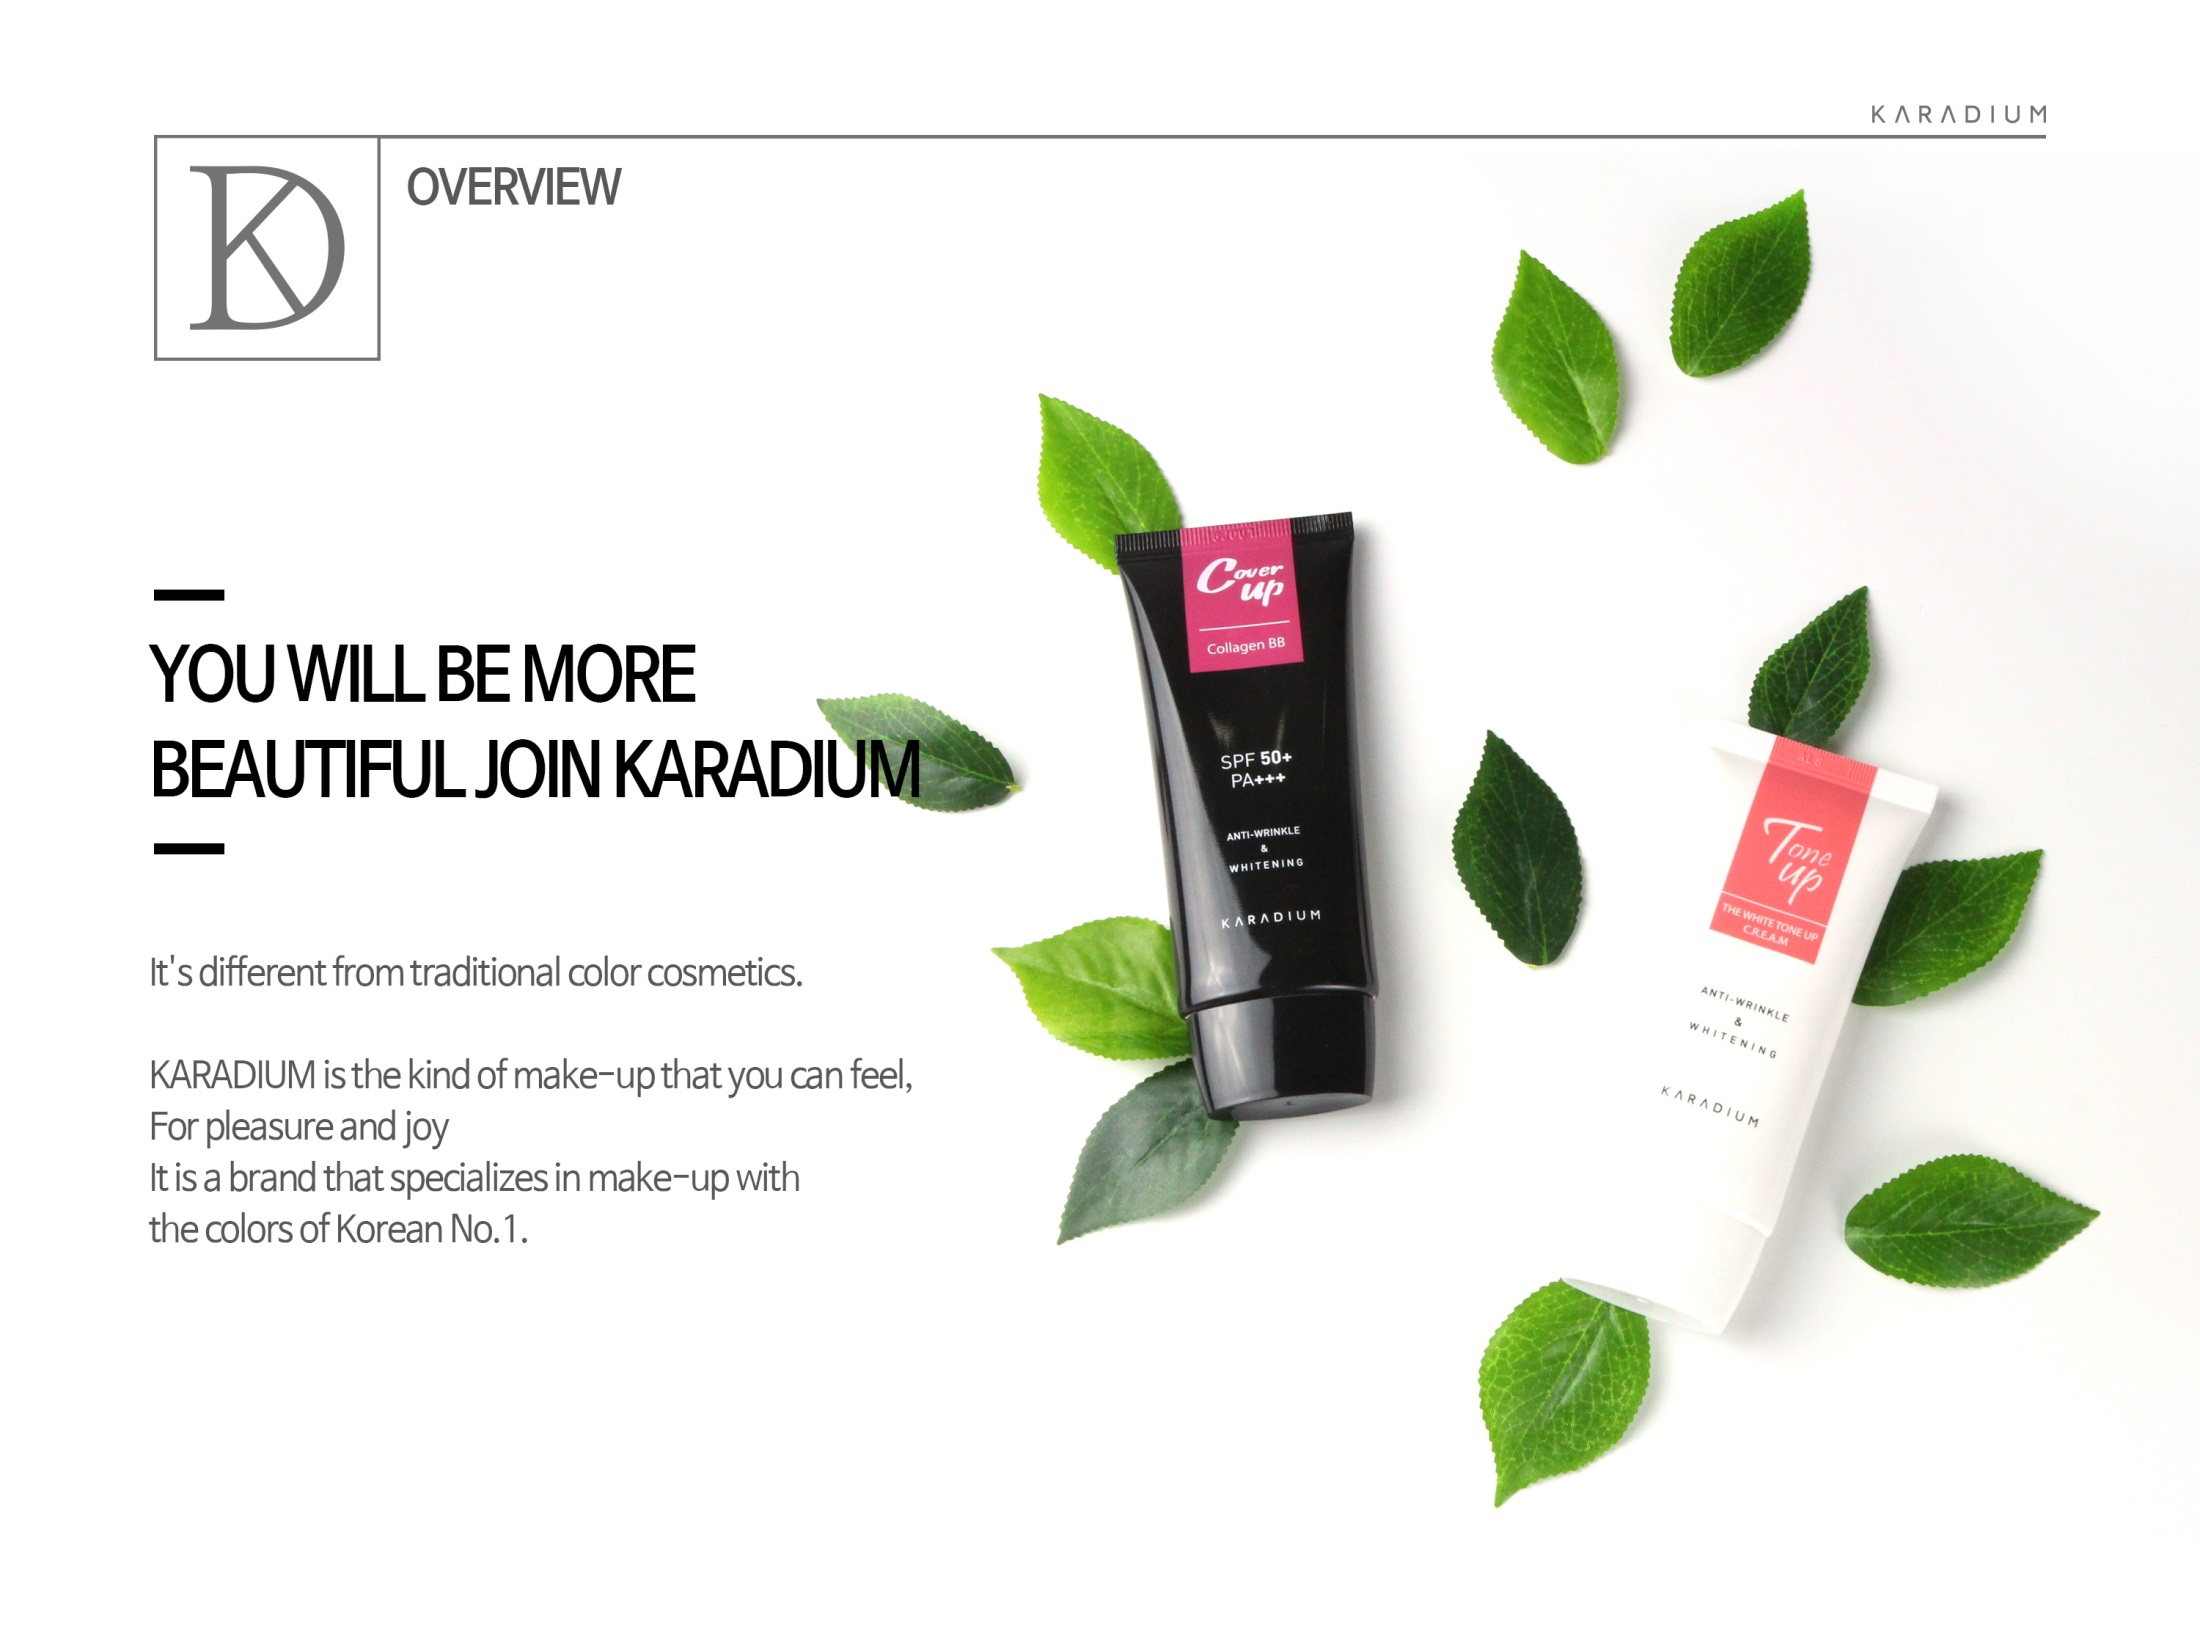 KARADIUM
KD
OVERVIEW
YOU WILL BE MORE
BEAUTIFUL JOIN KARADIUM
It's different from traditional color cosmetics.
KARADIUM is the kind of make-up that you can feel,
For pleasure and joy
It is a brand that specializes in make-up with
the colors of Korean No.1.
Cover
up
Collagen BB
SPF 50+
PA+++
ANTI-WRINKLE
&
WHITENING
KARADIUM
Tone
up
THE WHITE TONE UP
C.R.E.A.M
ANTI-WRINKLE
&
WHITENING
KARADIUM